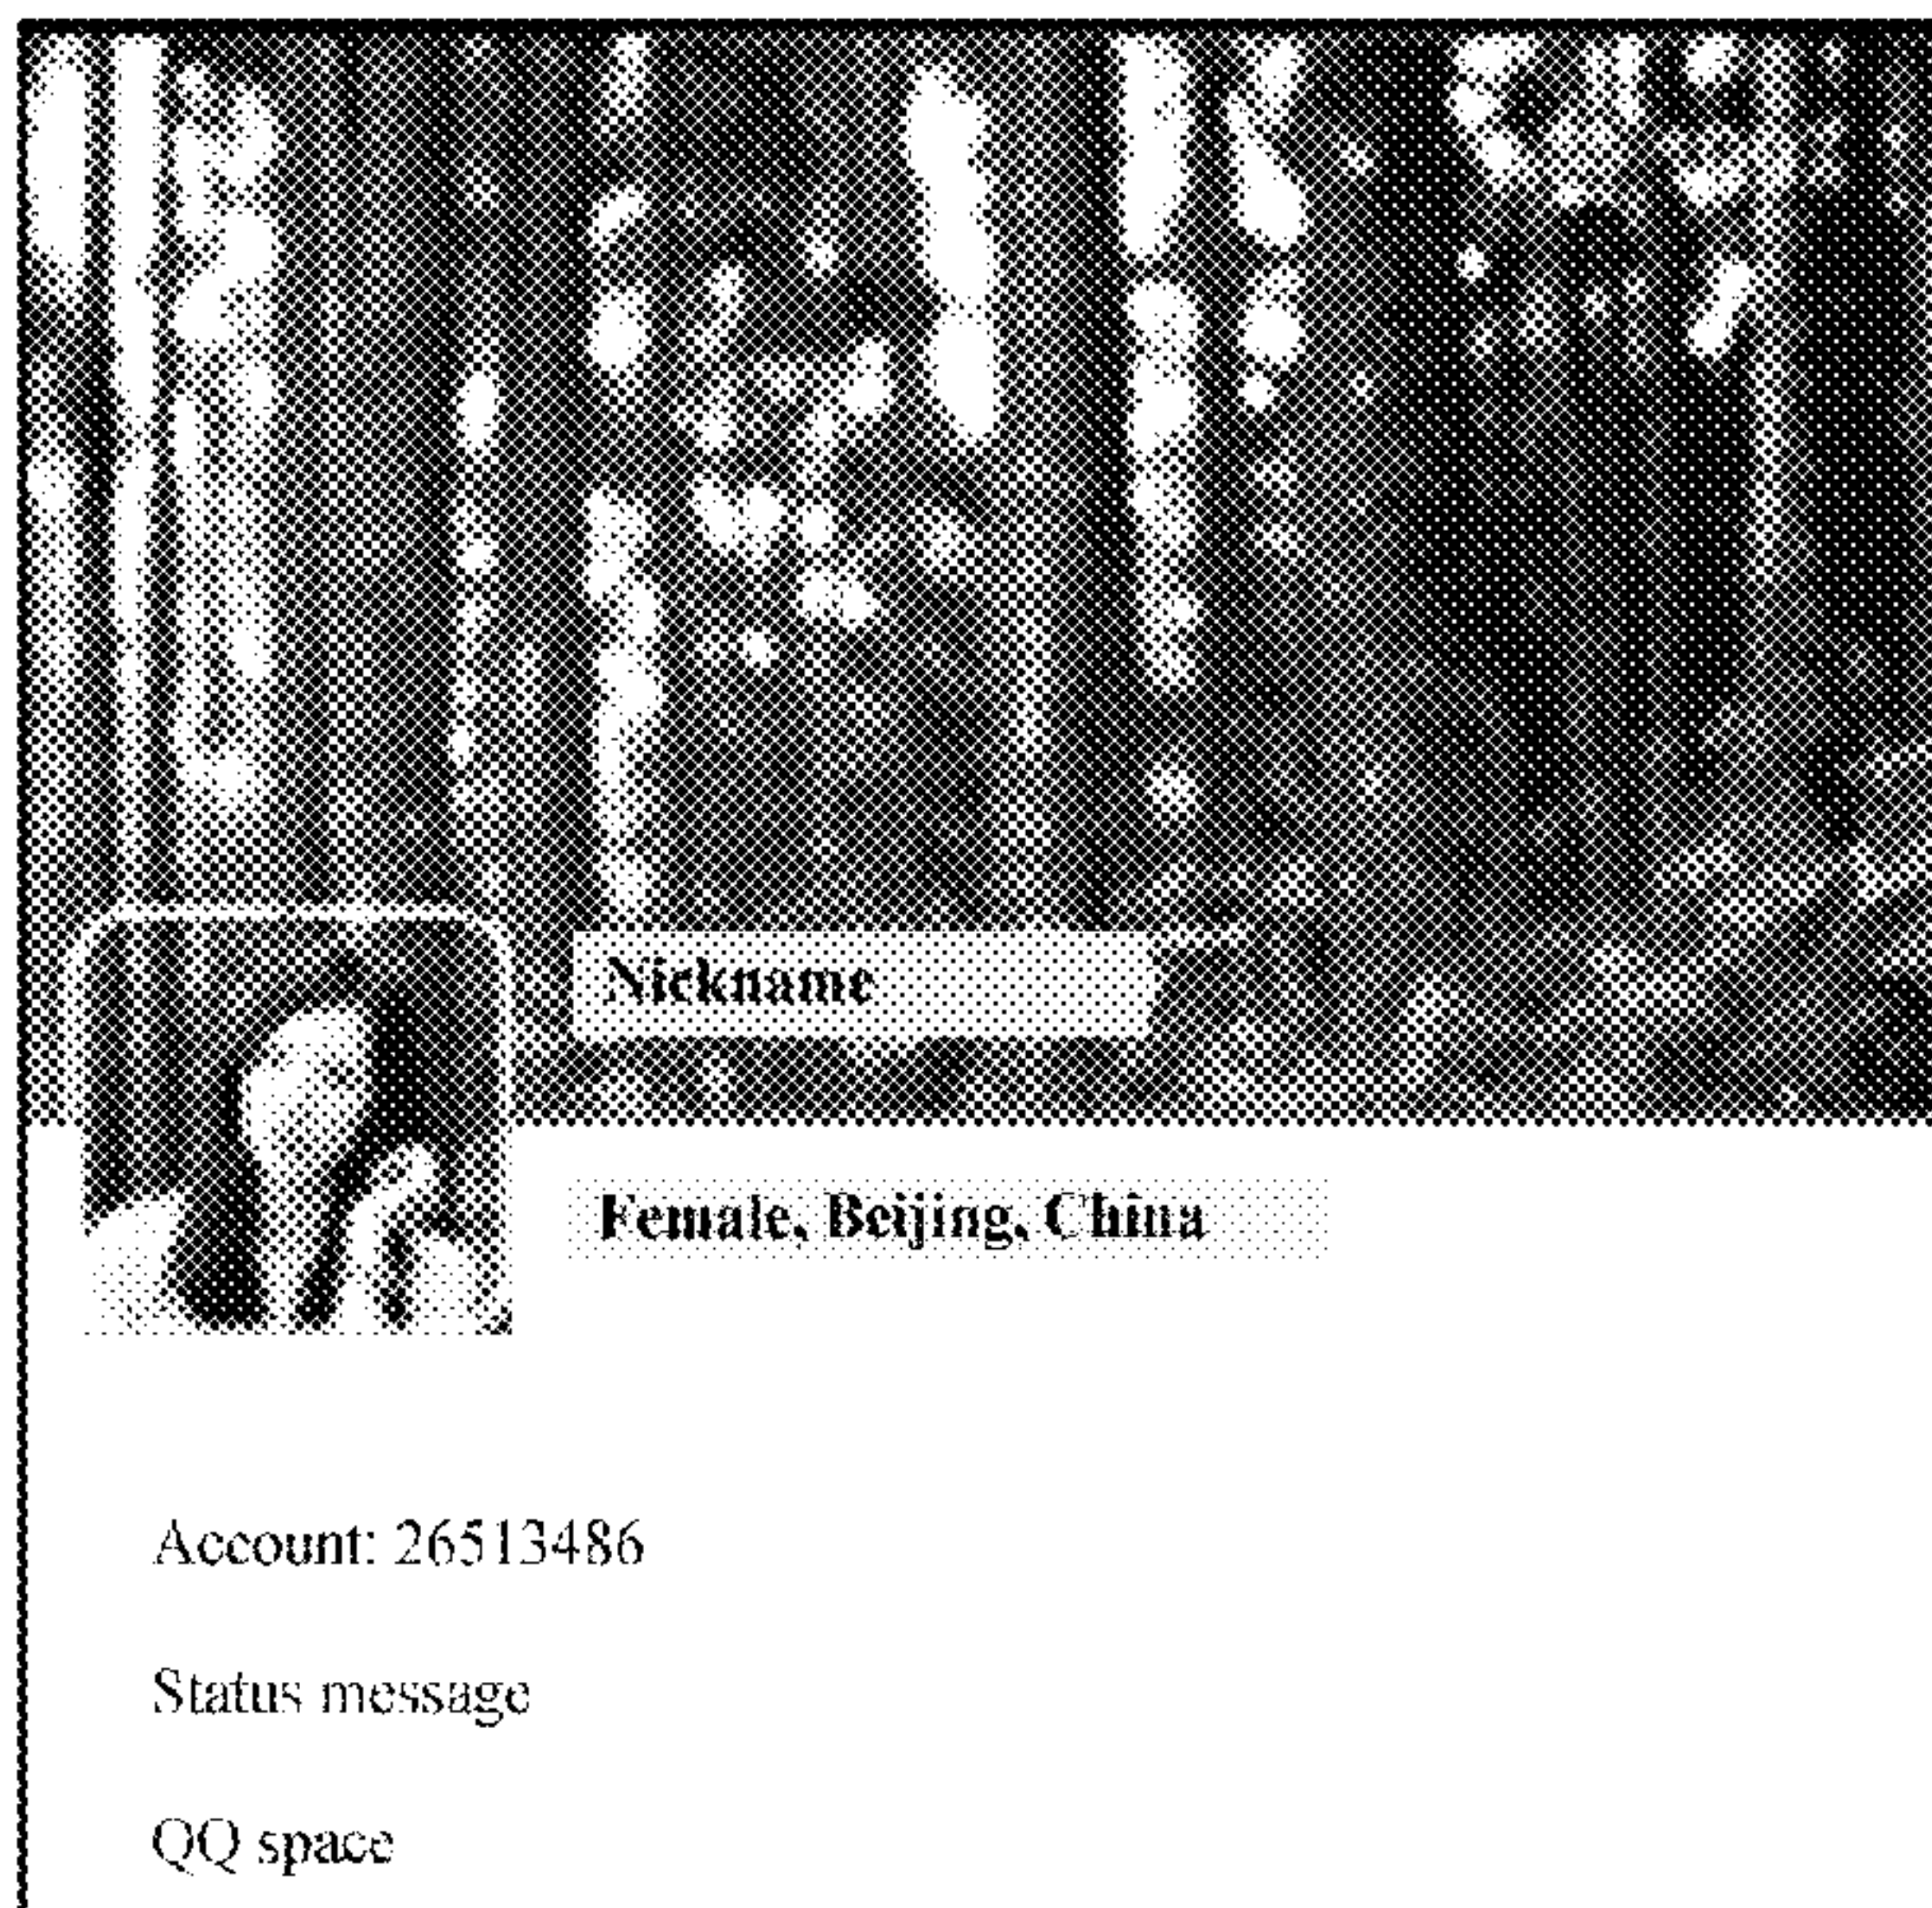 Nickname
Female, Beijing, China
Account: 26513486
Status message
QQ space